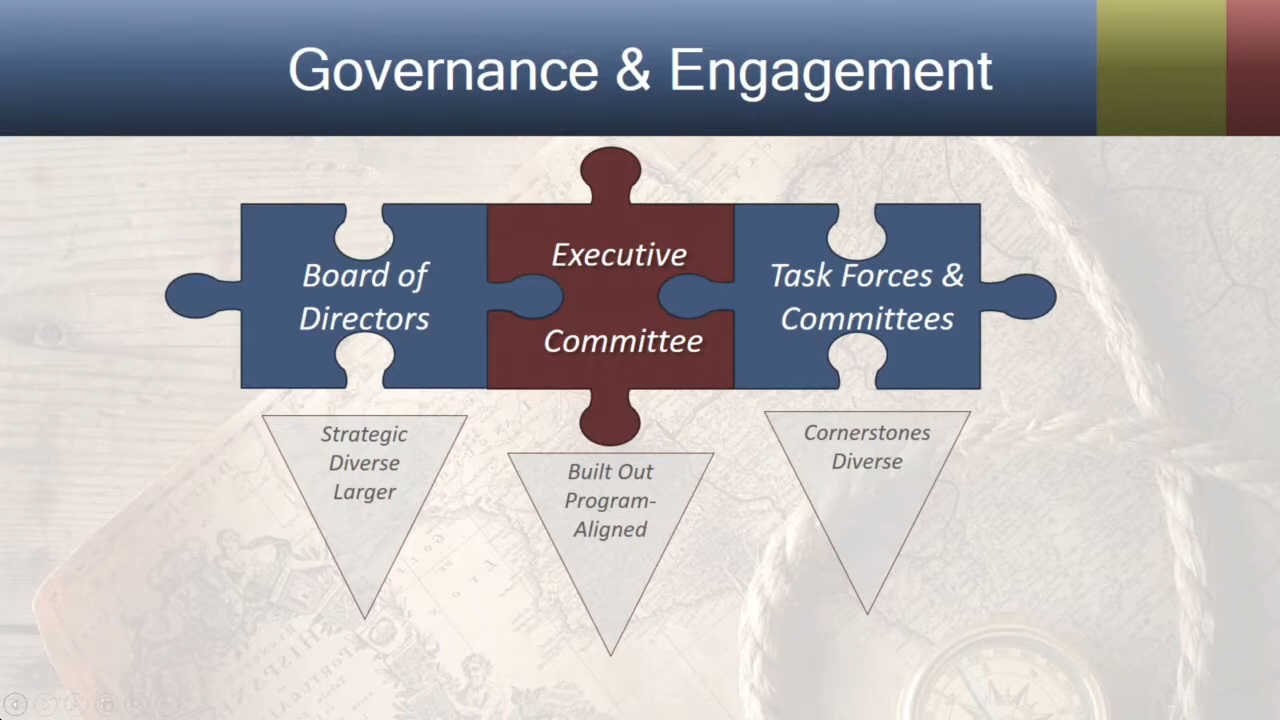 Governance & Engagement
Board of
Directors
Executive
Committee
Task Forces &
Committees
Strategic
Diverse
Larger
Built Out
Program-
Aligned
Cornerstones
Diverse